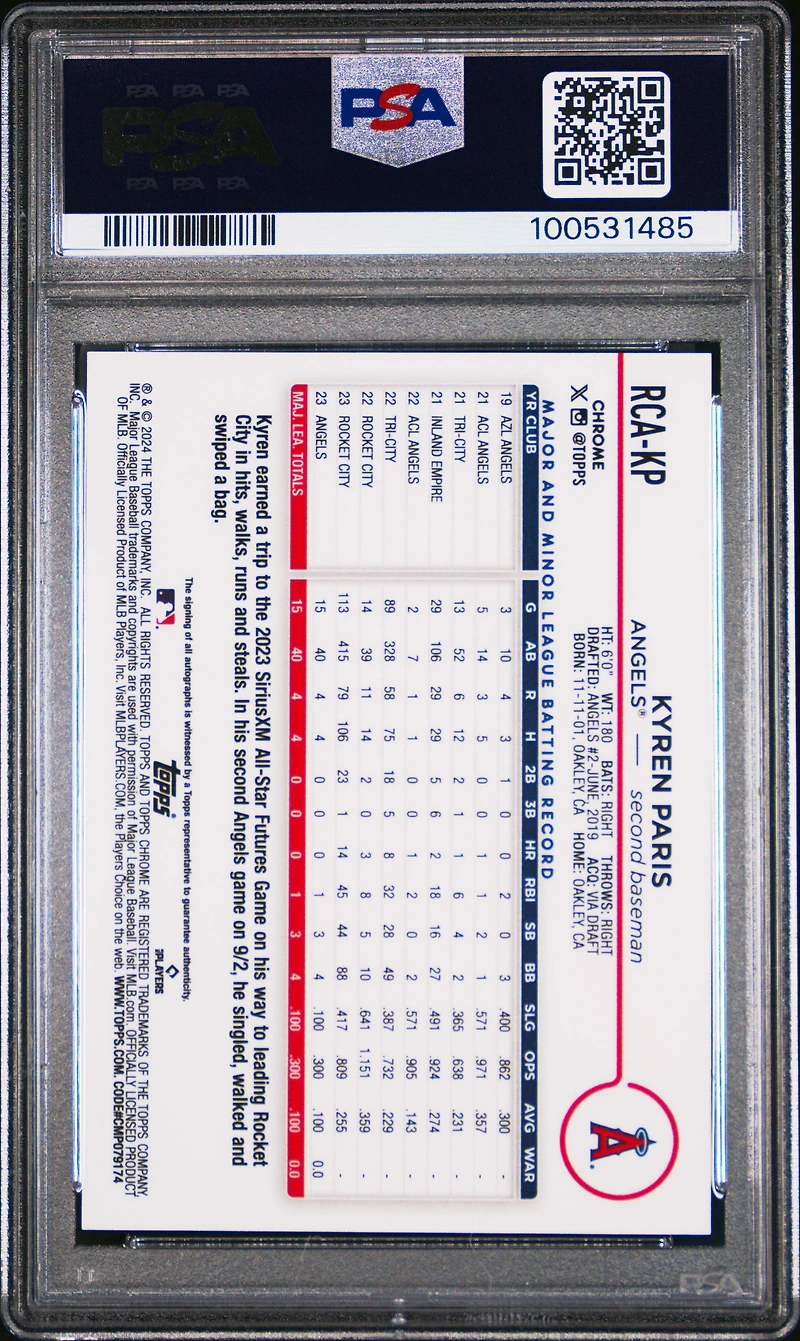 PSA PSA PSA
PSA
PSA PSA PSA
PSA
100531485
RCA-KP
KYREN PARIS
ANGELS® — second baseman
CHROME
@TOPPS
HT: 6'0" WT: 180 BATS: RIGHT THROWS: RIGHT
DRAFTED: ANGELS #2-JUNE, 2019 ACQ: VIA DRAFT
BORN: 11-11-01, OAKLEY, CA HOME: OAKLEY, CA
MAJOR AND MINOR LEAGUE BATTING RECORD
YR CLUB G AB R H 2B 3B HR RBI SB BB SLG OPS AVG WAR
19 AZL ANGELS 3 10 4 3 1 0 0 2 0 3 .400 .862 .300 -
21 ACL ANGELS 5 14 3 5 0 0 1 1 2 1 .571 .971 .357 -
21 TRI-CITY 13 52 6 12 2 1 1 6 4 2 .365 .638 .231 -
21 INLAND EMPIRE 29 106 29 29 5 6 2 18 16 27 .491 .924 .274 -
22 ACL ANGELS 2 7 1 1 0 0 1 2 0 2 .571 .905 .143 -
22 TRI-CITY 89 328 58 75 18 5 8 32 28 49 .387 .732 .229 -
22 ROCKET CITY 14 39 11 14 2 0 3 8 5 10 .641 1.151 .359 -
23 ROCKET CITY 113 415 79 106 23 1 14 45 44 88 .417 .809 .255 -
23 ANGELS 15 40 4 4 0 0 0 1 3 4 .100 .300 .100 0.0
MAJ. LEA. TOTALS 15 40 4 4 0 0 0 1 3 4 .100 .300 .100 0.0
Kyren earned a trip to the 2023 SiriusXM All-Star Futures Game on his way to leading Rocket
City in hits, walks, runs and steals. In his second Angels game on 9/2, he singled, walked and
swiped a bag.
The signing of all autographs is witnessed by a Topps representative to guarantee authenticity.
topps®
PLAYERS
® & © 2024 THE TOPPS COMPANY, INC. ALL RIGHTS RESERVED. TOPPS AND TOPPS CHROME ARE REGISTERED TRADEMARKS OF THE TOPPS COMPANY,
INC. Major League Baseball trademarks and copyrights are used with permission of Major League Baseball. Visit MLB.com. OFFICIALLY LICENSED PRODUCT
OF MLB Players, Inc. Officially Licensed Product of MLB Players, Inc. Visit MLBPLAYERS.COM, the Players Choice on the web. WWW.TOPPS.COM. CODE#CMP079174
PSA